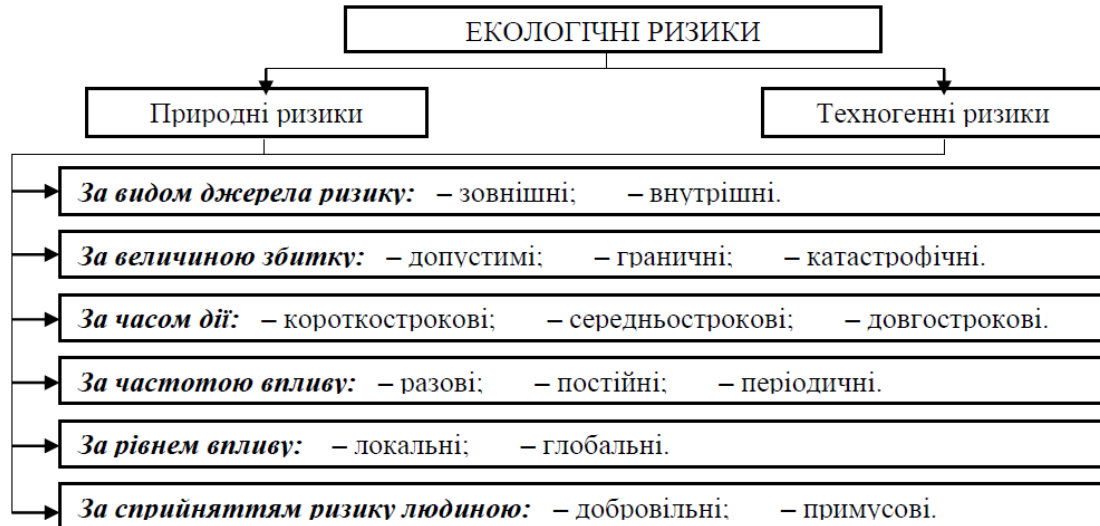 ЕКОЛОГІЧНІ РИЗИКИ
Природні ризики
Техногенні ризики
За видом джерела ризику: – зовнішні; – внутрішні.
За величиною збитку: – допустимі; – граничні; – катастрофічні.
За часом дії: – короткострокові; – середньострокові; – довгострокові.
За частотою впливу: – разові; – постійні; – періодичні.
За рівнем впливу: – локальні; – глобальні.
За сприйняттям ризику людиною: – добровільні; – примусові.